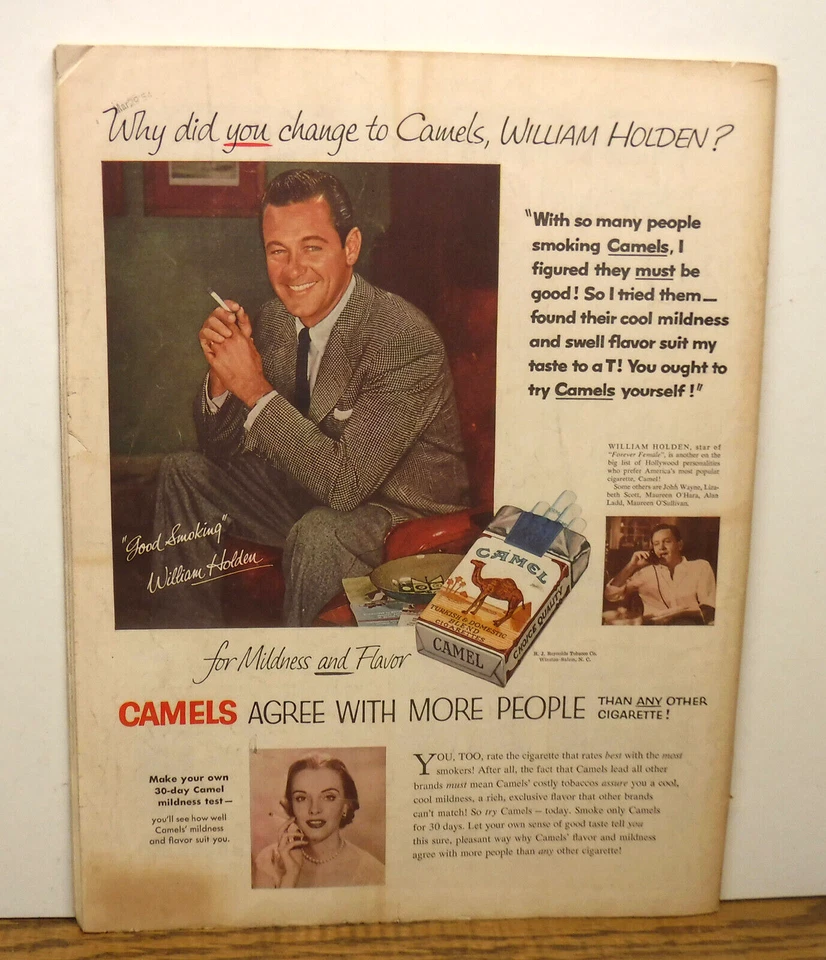 Why did you change to Camels, WILLIAM HOLDEN?
"With so many people
smoking Camels, I
figured they must be
good! So I tried them—
found their cool mildness
and swell flavor suit my
taste to a T! You ought to
try Camels yourself!"
WILLIAM HOLDEN, star of
"Forever Female", is another on the
big list of Hollywood personalities
who prefer America's most popular
cigarette, Camel!
Some others are John Wayne, Liza-
beth Scott, Maureen O'Hara, Alan
Ladd, Maureen O'Sullivan.
"Good Smoking"
William Holden
CAMEL
TURKISH & DOMESTIC
BLEND
CIGARETTES
CAMEL
CHOICE QUALITY
R. J. Reynolds Tobacco Co.
Winston-Salem, N. C.
for Mildness and Flavor
CAMELS AGREE WITH MORE PEOPLE THAN ANY OTHER
CIGARETTE!
Make your own
30-day Camel
mildness test—
you'll see how well
Camels' mildness
and flavor suit you.
YOU, TOO, rate the cigarette that rates best with the most
smokers! After all, the fact that Camels lead all other
brands must mean Camels' costly tobaccos assure you a cool,
cool mildness, a rich, exclusive flavor that other brands
can't match! So try Camels — today. Smoke only Camels
for 30 days. Let your own sense of good taste tell you
this sure, pleasant way why Camels' flavor and mildness
agree with more people than any other cigarette!